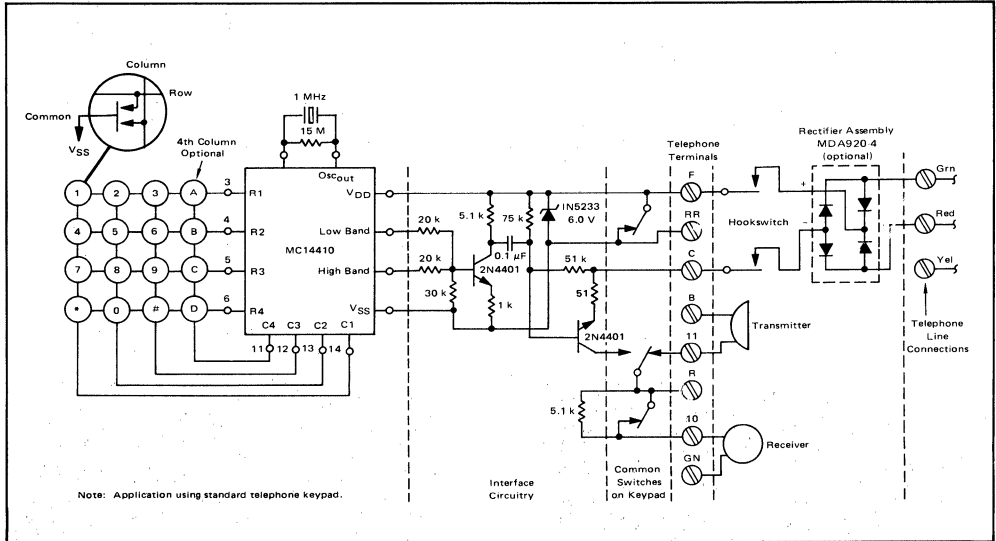 Column
Row
Common
VSS
4th Column
Optional
1 MHz
15 M
Oscout
1 2 3 A
4 5 6 B
7 8 9 C
* 0 # D
3
4
5
6
R1
R2
R3
R4
MC14410
VDD
Low Band
High Band
VSS
C4 C3 C2 C1
11 12 13 14
20 k
20 k
30 k
5.1 k
75 k
0.1 µF
2N4401
1 k
IN5233
6.0 V
51 k
51
2N4401
5.1 k
Telephone
Terminals
F
RR
C
B
11
R
10
GN
Hookswitch
Transmitter
Receiver
Rectifier Assembly
MDA920-4
(optional)
+
-
Grn
Red
Yel
Telephone
Line
Connections
Note: Application using standard telephone keypad.
Interface
Circuitry
Common
Switches
on Keypad